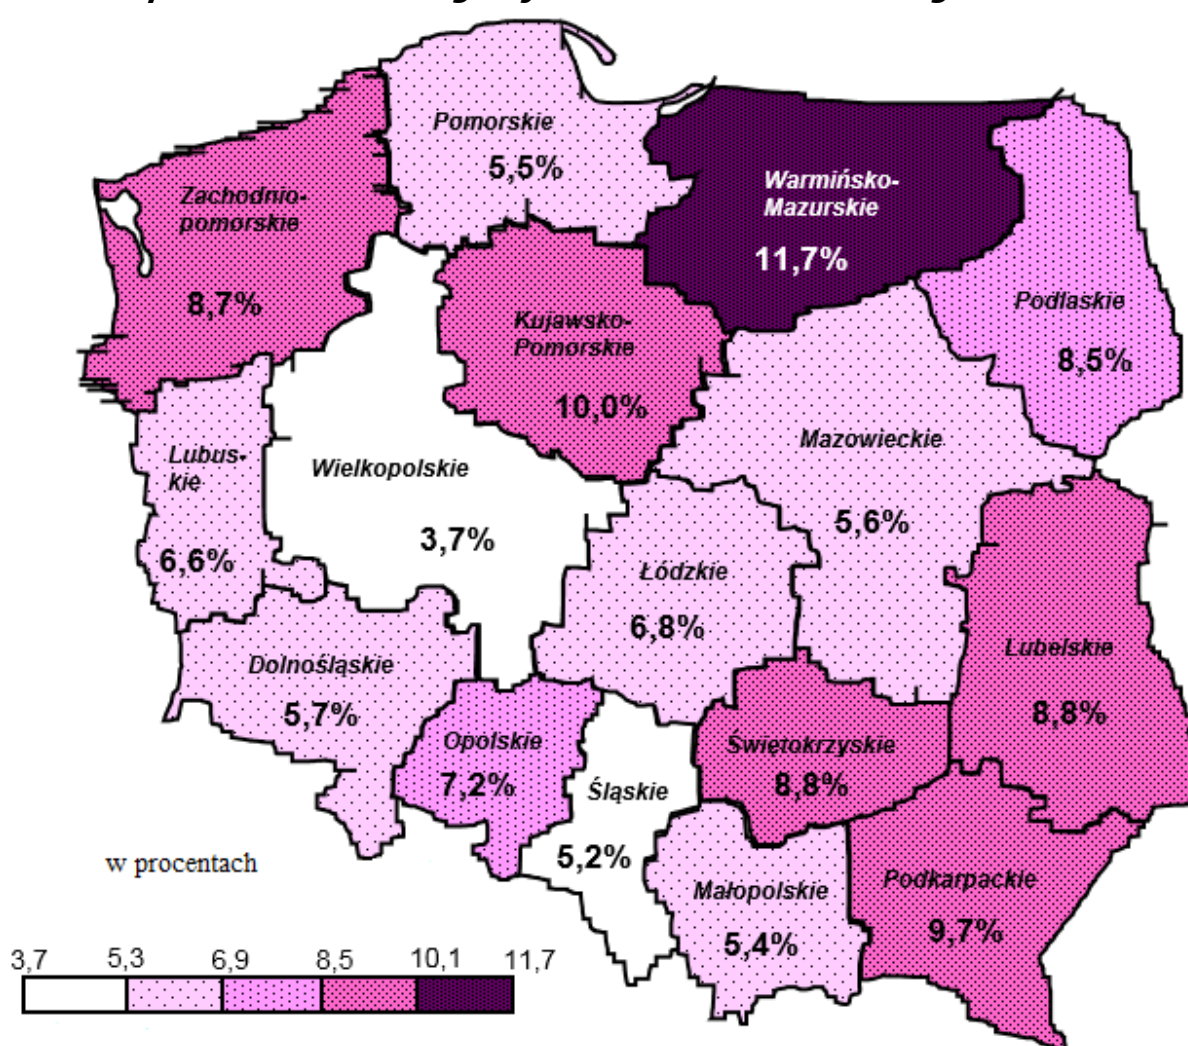 Pomorskie
5,5%
Warmińsko-
Mazurskie
11,7%
Zachodnio-
pomorskie
8,7%
Kujawsko-
Pomorskie
10,0%
Podlaskie
8,5%
Mazowieckie
5,6%
Lubus-
kie
6,6%
Wielkopolskie
3,7%
Łódzkie
6,8%
Lubelskie
8,8%
Dolnośląskie
5,7%
Opolskie
7,2%
Śląskie
5,2%
Świętokrzyskie
8,8%
Małopolskie
5,4%
Podkarpackie
9,7%
w procentach
3,7 5,3 6,9 8,5 10,1 11,7